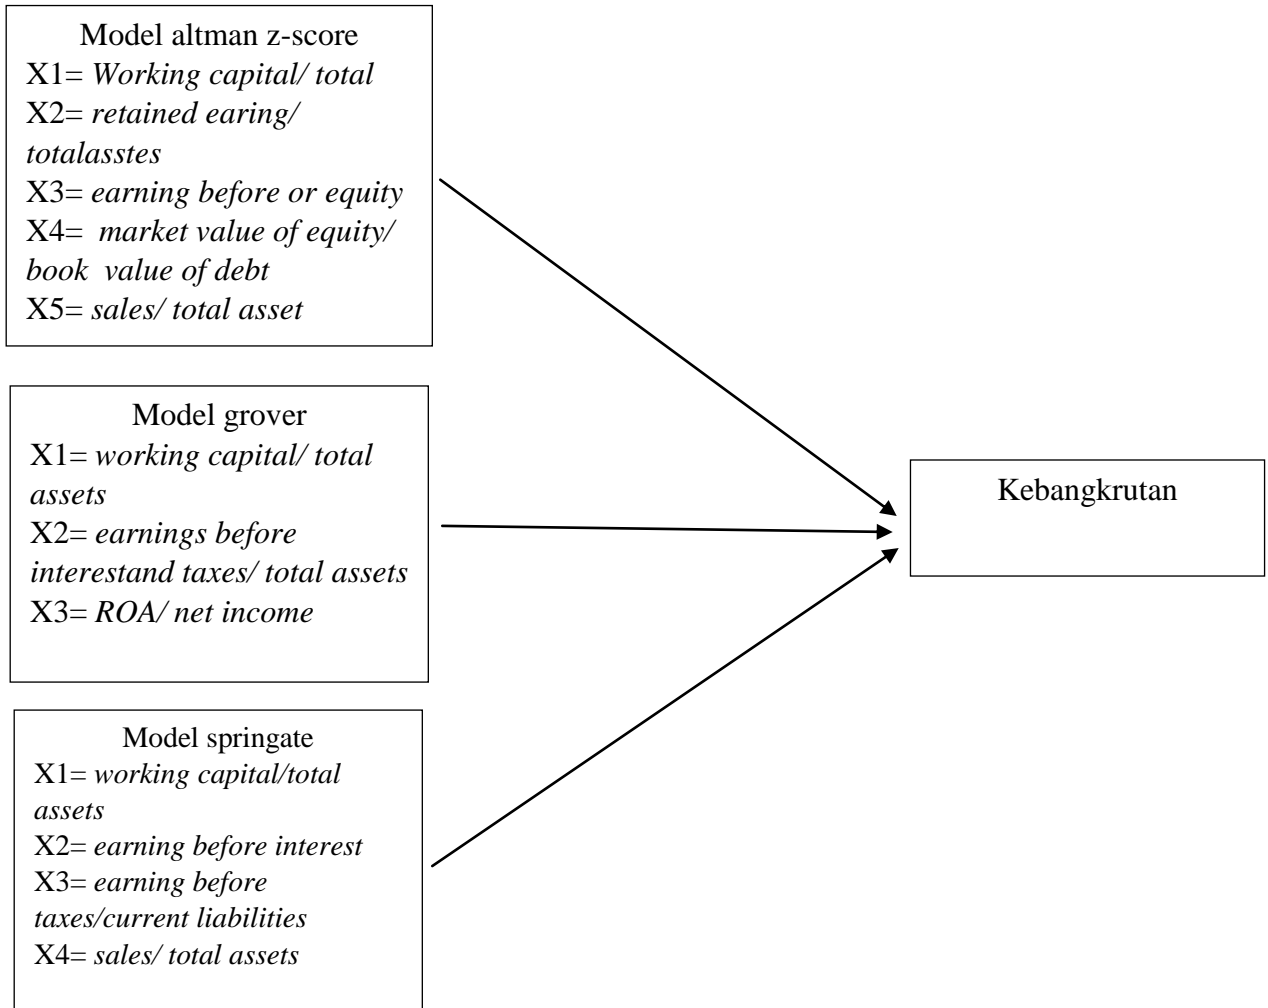 Model altman z-score
X1= Working capital/ total
X2= retained earing/
totalasstes
X3= earning before or equity
X4=  market value of equity/
book  value of debt
X5= sales/ total asset
Model grover
X1= working capital/ total
assets
X2= earnings before
interestand taxes/ total assets
X3= ROA/ net income
Model springate
X1= working capital/total
assets
X2= earning before interest
X3= earning before
taxes/current liabilities
X4= sales/ total assets
Kebangkrutan